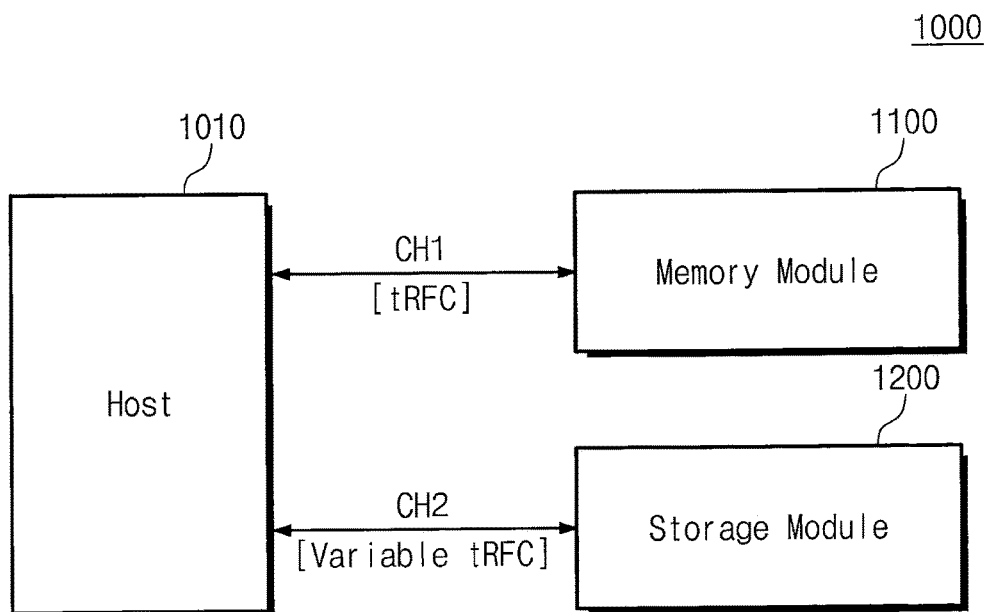 1000
1010
1100
CH1
[tRFC]
Memory Module
Host
1200
CH2
[Variable tRFC]
Storage Module